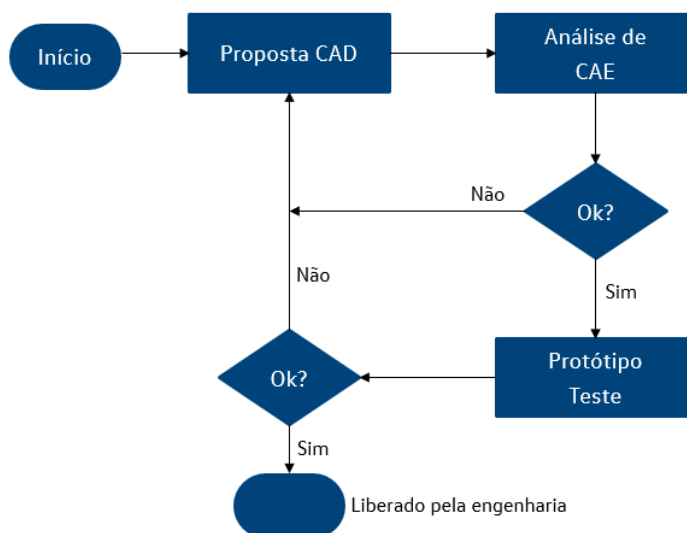 Início
Proposta CAD
Análise de
CAE
Não
Ok?
Sim
Não
Protótipo
Teste
Ok?
Sim
Liberado pela engenharia